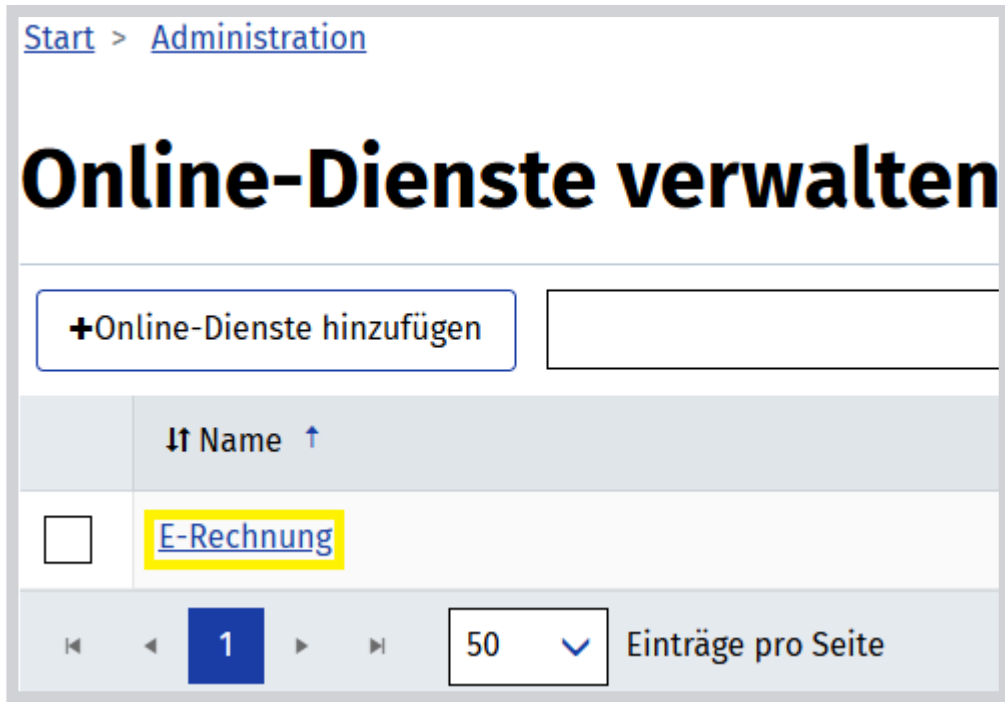 Start > Administration
Online-Dienste verwalten
+Online-Dienste hinzufügen
Name
E-Rechnung
1 50 Einträge pro Seite